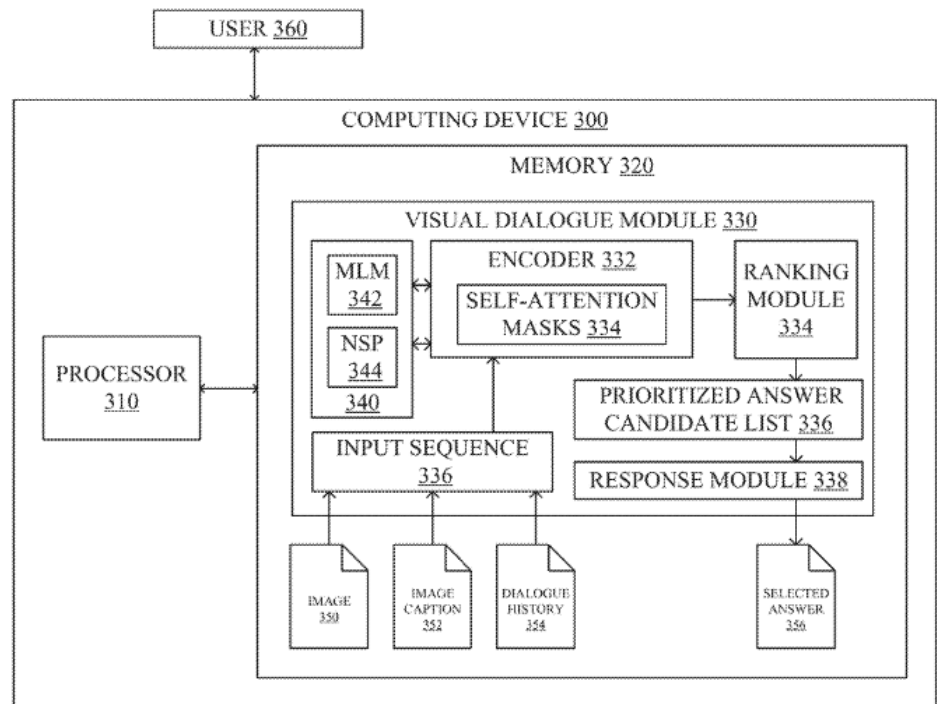 USER 360
COMPUTING DEVICE 300
MEMORY 320
VISUAL DIALOGUE MODULE 330
MLM
342
NSP
344
340
ENCODER 332
SELF-ATTENTION
MASKS 334
RANKING
MODULE
334
PROCESSOR
310
PRIORITIZED ANSWER
CANDIDATE LIST 336
INPUT SEQUENCE
336
RESPONSE MODULE 338
IMAGE
350
IMAGE
CAPTION
352
DIALOGUE
HISTORY
354
SELECTED
ANSWER
356